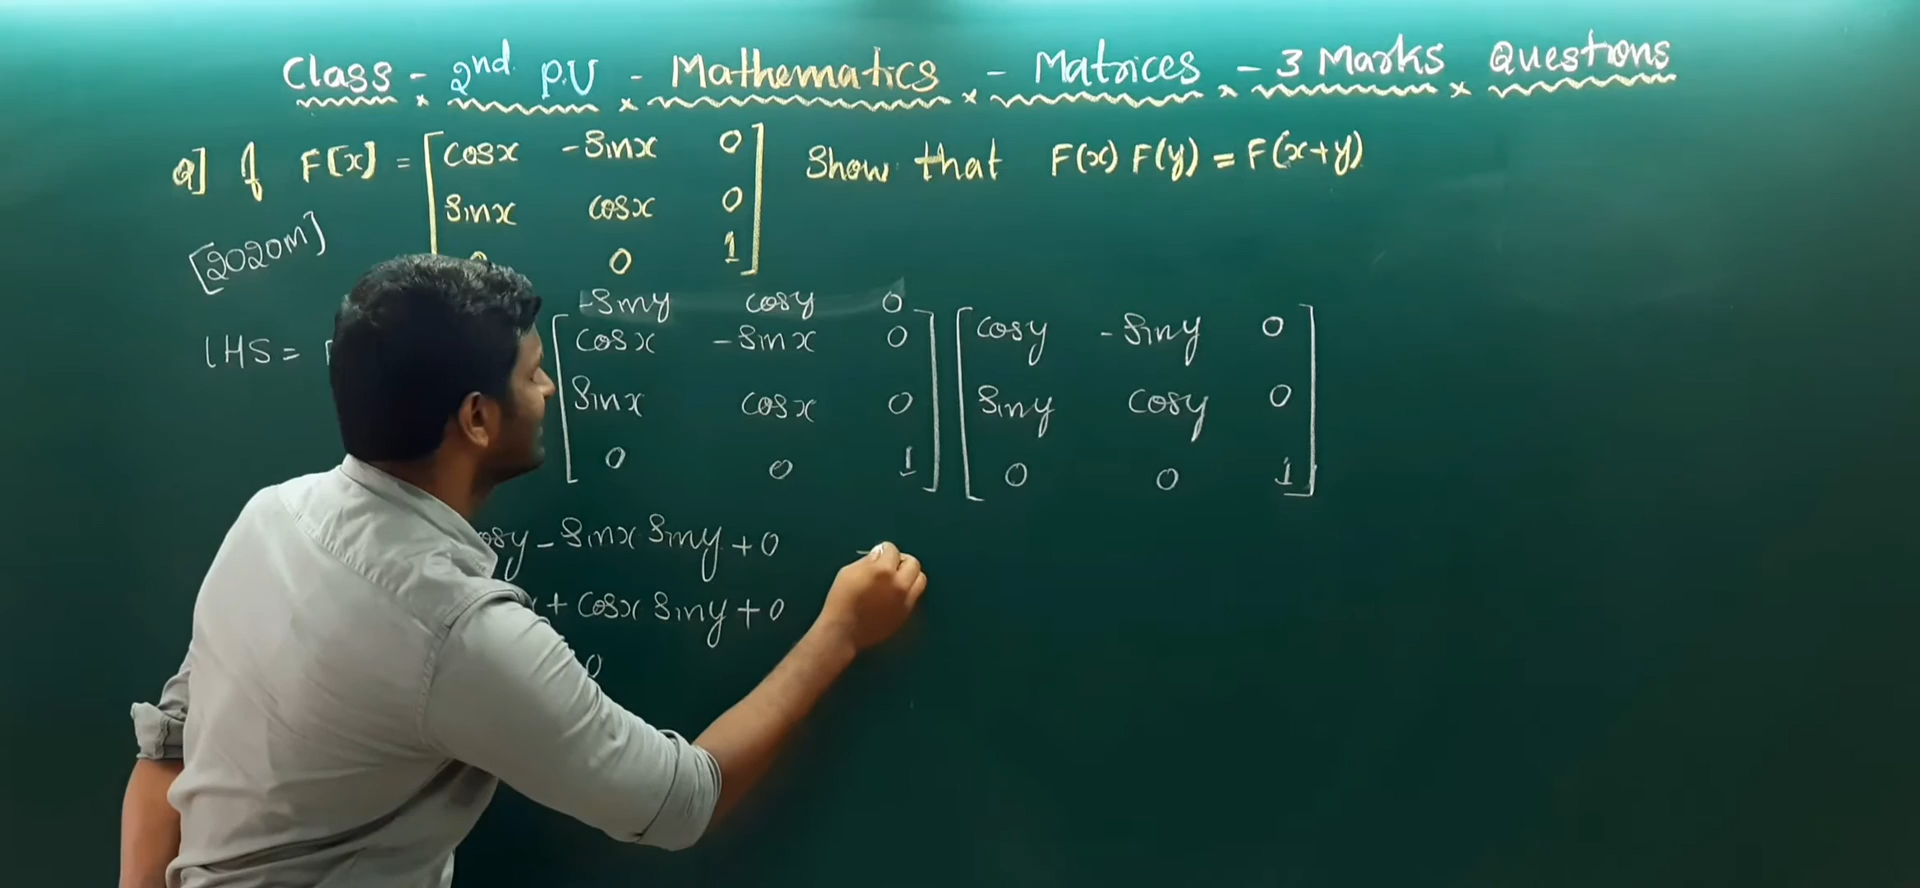 Class - 2nd P.U - Mathematics - Matrices - 3 Marks Questions
Q] If F[x] = [cosx -sinx 0 Show that F(x) F(y) = F(x+y)
sinx cosx 0
0 1]
[2020M]
-siny cosy 0
LHS = [cosx -sinx 0] [cosy -siny 0]
sinx cosx 0 siny cosy 0
0 0 1 0 0 1
- sinx siny + 0
+ cosx siny + 0
0